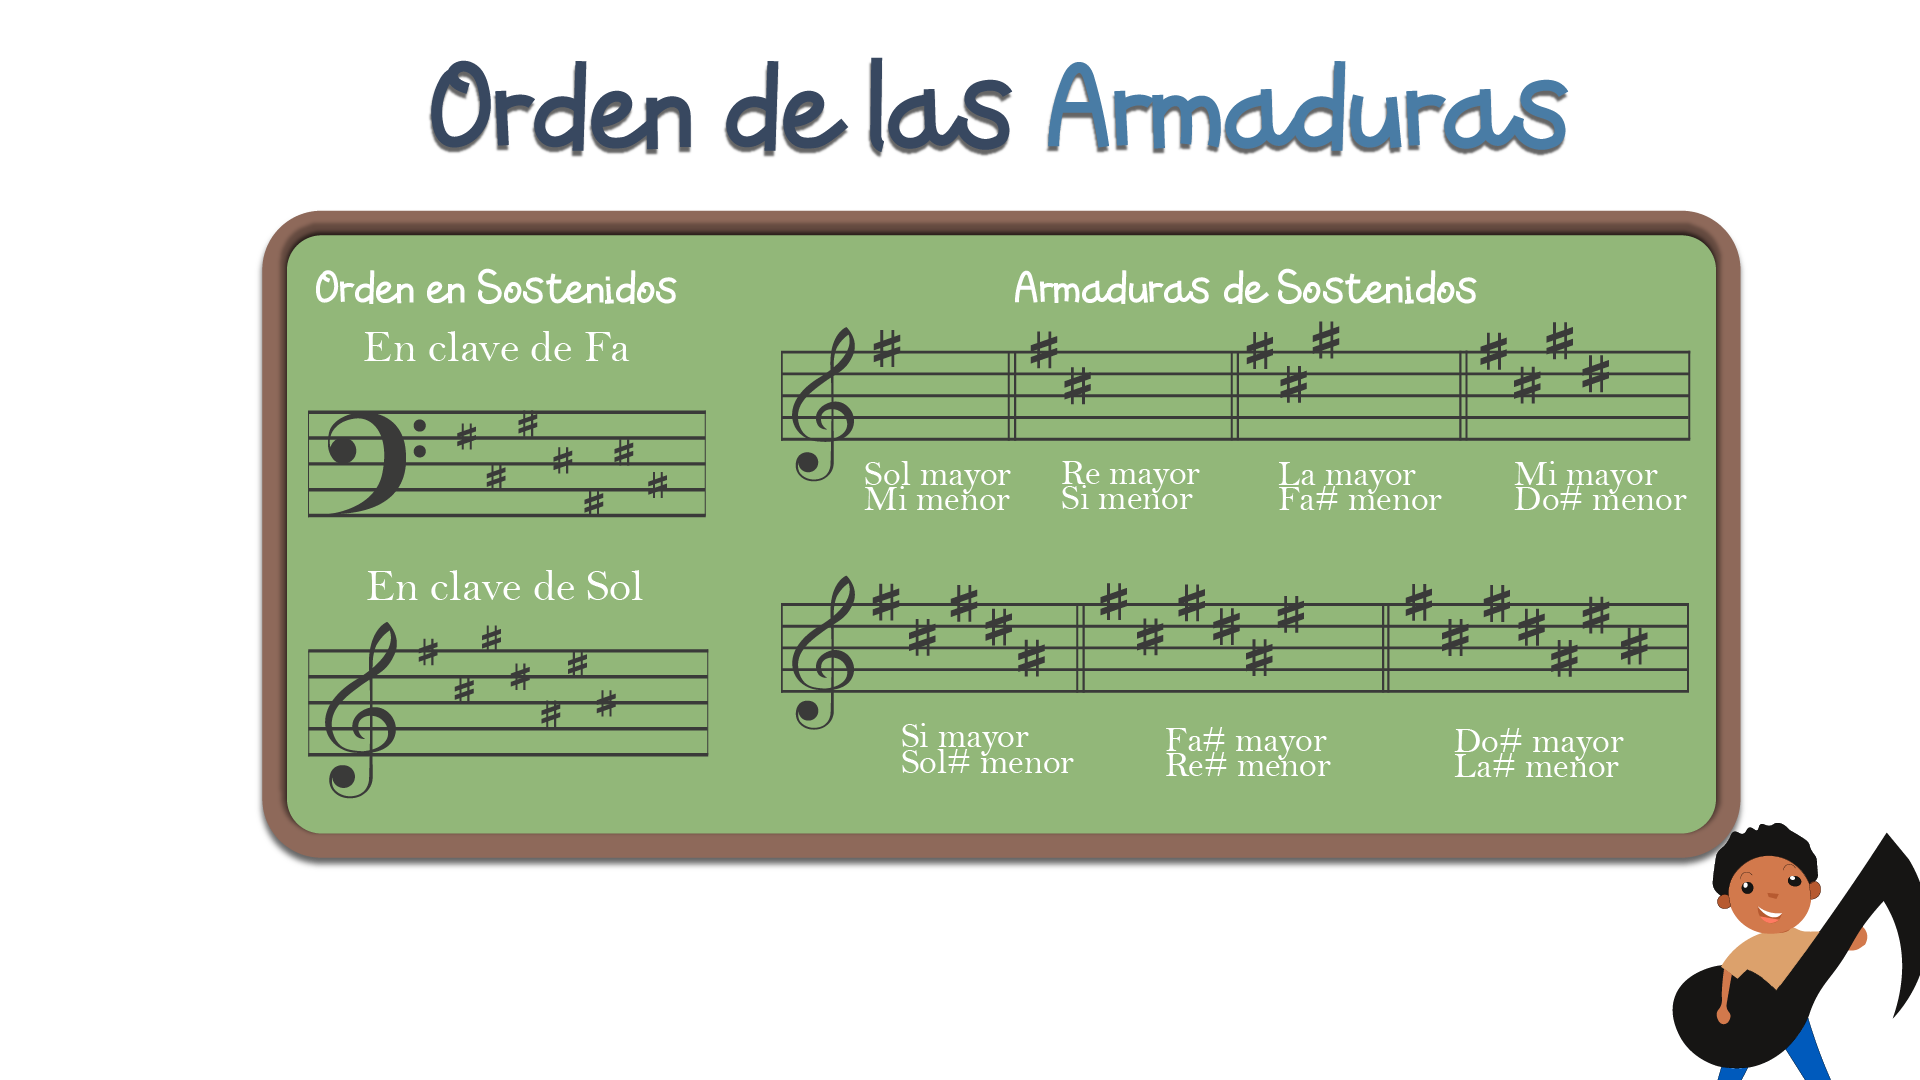 Orden de las Armaduras
Orden en Sostenidos
En clave de Fa
En clave de Sol
Armaduras de Sostenidos
Sol mayor
Mi menor
Re mayor
Si menor
La mayor
Fa# menor
Mi mayor
Do# menor
Si mayor
Sol# menor
Fa# mayor
Re# menor
Do# mayor
La# menor